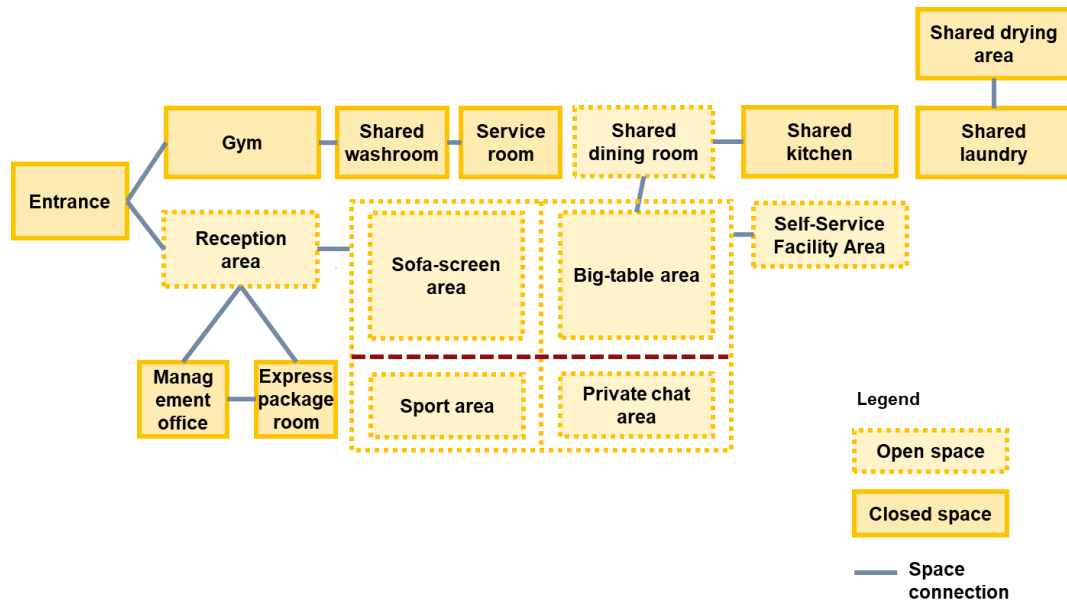 Shared drying
area
Gym
Shared
washroom
Service
room
Shared
dining room
Shared
kitchen
Shared
laundry
Entrance
Reception
area
Sofa-screen
area
Big-table area
Self-Service
Facility Area
Manag
ement
office
Express
package
room
Sport area
Private chat
area
Legend
Open space
Closed space
Space
connection